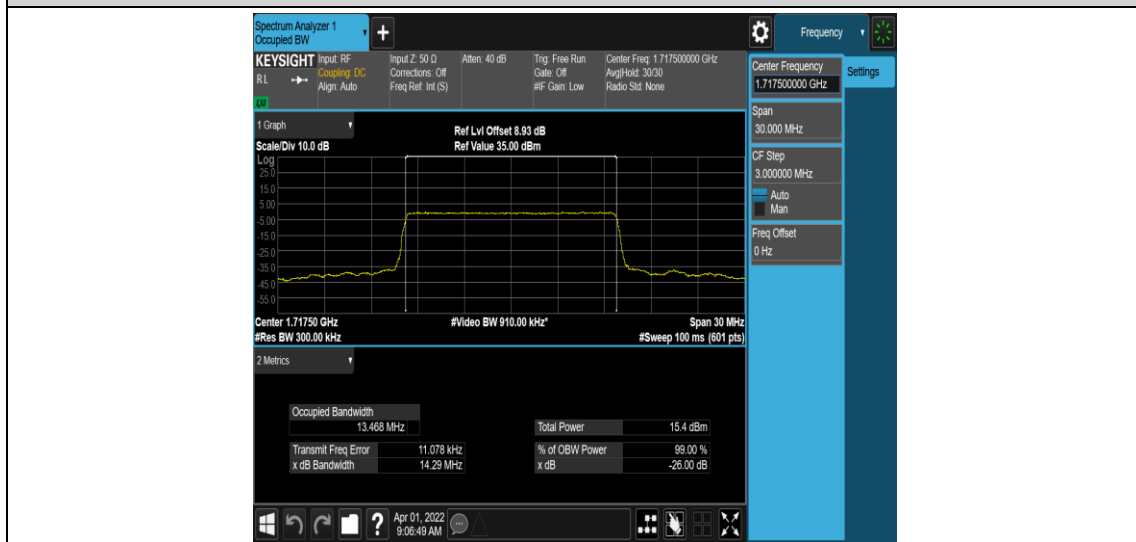 Spectrum Analyzer 1
Occupied BW
+
Frequency
KEYSIGHT
RL
LXI
Input: RF
Coupling: DC
Align: Auto
Input Z: 50 Ω
Corrections: Off
Freq Ref: Int (S)
Atten: 40 dB
Trig: Free Run
Gate: Off
#IF Gain: Low
Center Freq: 1.717500000 GHz
Avg|Hold: 30/30
Radio Std: None
1 Graph
Scale/Div 10.0 dB
Ref Lvl Offset 8.93 dB
Ref Value 35.00 dBm
Log
25.0
15.0
5.00
-5.00
-15.0
-25.0
-35.0
-45.0
-55.0
Center 1.71750 GHz
#Video BW 910.00 kHz*
Span 30 MHz
#Res BW 300.00 kHz
#Sweep 100 ms (601 pts)
2 Metrics
Occupied Bandwidth
13.468 MHz
Total Power 15.4 dBm
Transmit Freq Error 11.078 kHz
% of OBW Power 99.00 %
x dB Bandwidth 14.29 MHz
x dB -26.00 dB
Center Frequency
1.717500000 GHz
Settings
Span
30.000 MHz
CF Step
3.000000 MHz
Auto
Man
Freq Offset
0 Hz
?
Apr 01, 2022
9:06:49 AM